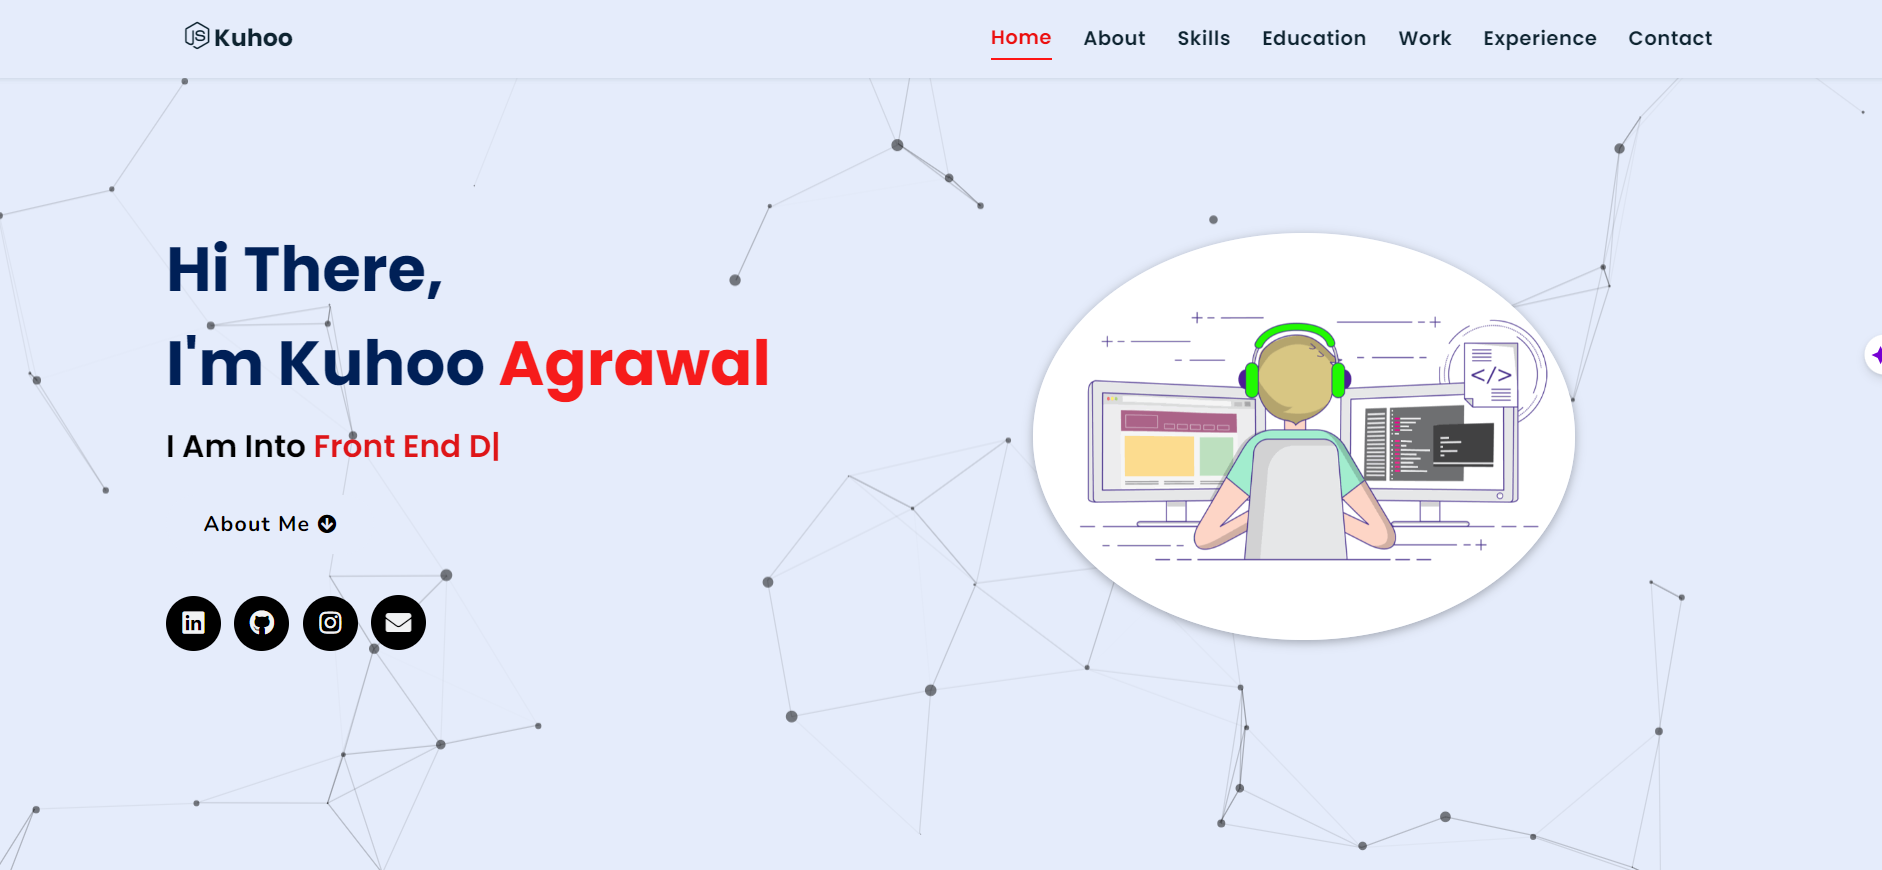 JS Kuhoo
Home About Skills Education Work Experience Contact
Hi There,
I'm Kuhoo Agrawal
I Am Into Front End D|
About Me
in
</>